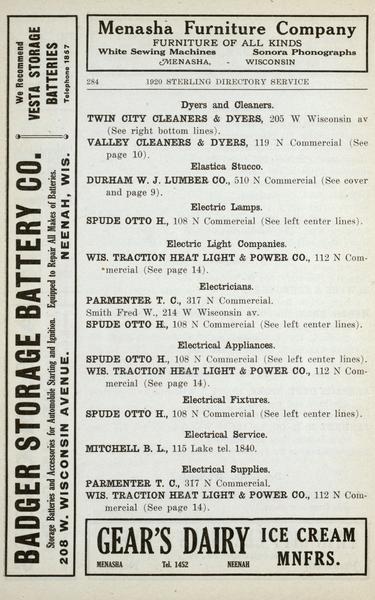 Menasha Furniture Company
FURNITURE OF ALL KINDS
White Sewing Machines Sonora Phonographs
MENASHA, - WISCONSIN
284 1920 STERLING DIRECTORY SERVICE
Dyers and Cleaners.
TWIN CITY CLEANERS & DYERS, 205 W Wisconsin av
(See right bottom lines).
VALLEY CLEANERS & DYERS, 119 N Commercial (See
page 10).
Elastica Stucco.
DURHAM W. J. LUMBER CO., 510 N Commercial (See cover
and page 9).
Electric Lamps.
SPUDE OTTO H., 108 N Commercial (See left center lines).
Electric Light Companies.
WIS. TRACTION HEAT LIGHT & POWER CO., 112 N Com-
mercial (See page 14).
Electricians.
PARMENTER T. C., 317 N Commercial.
Smith Fred W., 214 W Wisconsin av.
SPUDE OTTO H., 108 N Commercial (See left center lines).
Electrical Appliances.
SPUDE OTTO H., 108 N Commercial (See left center lines).
WIS. TRACTION HEAT LIGHT & POWER CO., 112 N Com-
mercial (See page 14).
Electrical Fixtures.
SPUDE OTTO H., 108 N Commercial (See left center lines).
Electrical Service.
MITCHELL B. L., 115 Lake tel. 1840.
Electrical Supplies.
PARMENTER T. C., 317 N Commercial.
WIS. TRACTION HEAT LIGHT & POWER CO., 112 N Com-
mercial (See page 14).
GEAR'S DAIRY ICE CREAM
MNFRS.
MENASHA Tel. 1452 NEENAH
BADGER STORAGE BATTERY CO.
Storage Batteries and Accessories for Automobile Staring and Ignition. Equipped to Repair All Makes of Batteries.
208 W. WISCONSIN AVENUE. NEENAH, WIS.
We Recommend
VESTA STORAGE
BATTERIES
Telephone 1857